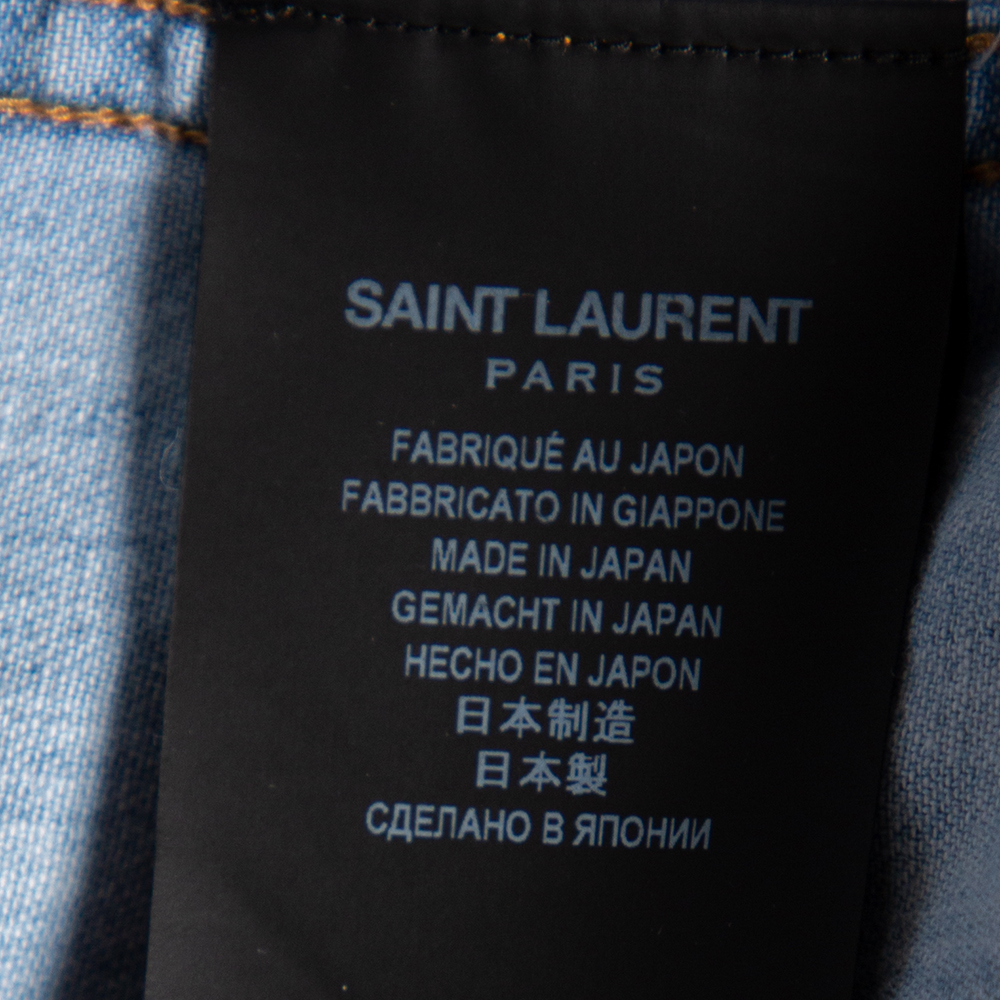 SAINT LAURENT
PARIS
FABRIQUÉ AU JAPON
FABBRICATO IN GIAPPONE
MADE IN JAPAN
GEMACHT IN JAPAN
HECHO EN JAPON
日本制造
日本製
СДЕЛАНО В ЯПОНИИ